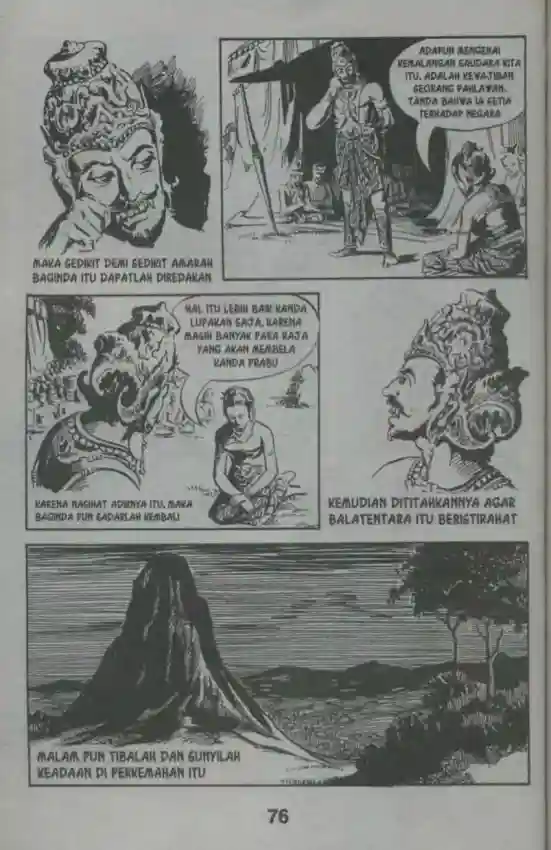 MAKA SEDIKIT DEMI SEDIKIT AMARAH
BAGINDA ITU DAPATLAH DIREDAKAN
ADAPUN MENGENAI
KEMALANGAN SAUDARA KITA
ITU, ADALAH KEWAJIBAN
SEORANG PAHLAWAN.
TANDA BAHWA IA SETIA
TERHADAP NEGARA
HAL ITU LEBIH BAIK KANDA
LUPAKAN SAJA, KARENA
MASIH BANYAK PARA RAJA
YANG AKAN MEMBELA
KANDA PRABU
KARENA NASIHAT ADIKNYA ITU, MAKA
BAGINDA PUN SADARLAH KEMBALI
KEMUDIAN DITITAHKANNYA AGAR
BALATENTARA ITU BERISTIRAHAT
MALAM PUN TIBALAH DAN SUNYILAH
KEADAAN DI PERKEMAHAN ITU
76